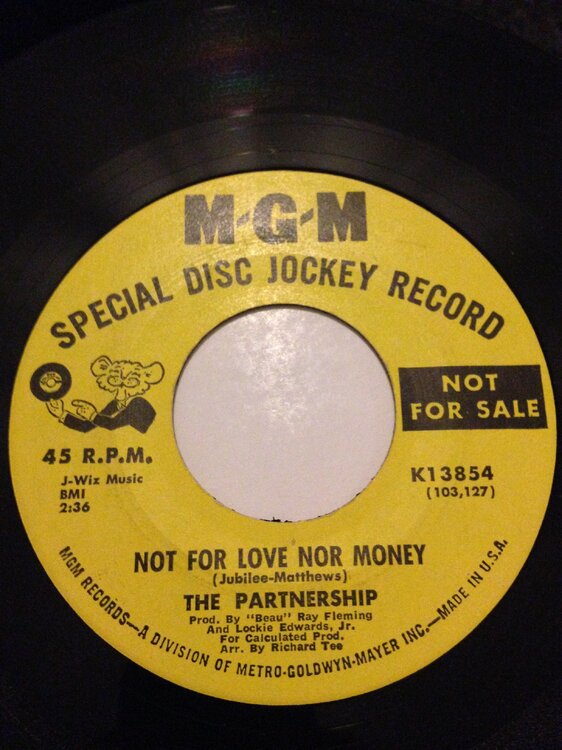 M-G-M
SPECIAL DISC JOCKEY RECORD
NOT
FOR SALE
45 R.P.M.
J-Wiz Music
BMI
2:36
K13854
(103,127)
NOT FOR LOVE NOR MONEY
(Jubilee-Matthews)
THE PARTNERSHIP
Prod. By "Beau" Ray Fleming
And Lockie Edwards, Jr.
For Calculated Prod.
Arr. By Richard Tee
MGM RECORDS—A DIVISION OF METRO-GOLDWYN-MAYER INC.—MADE IN U.S.A.